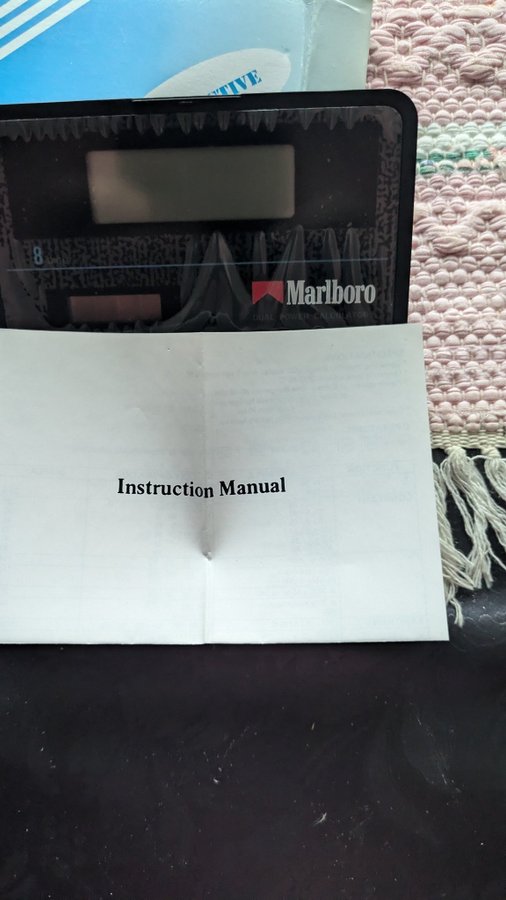 8
Marlboro
DUAL POWER CALCULATOR
Instruction Manual